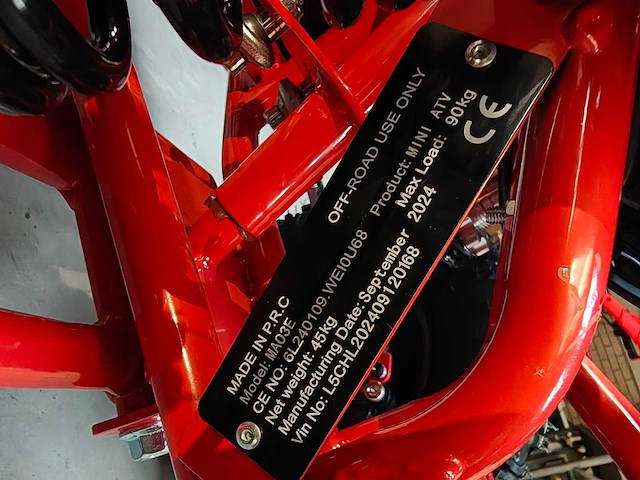 OFF-ROAD USE ONLY
MADE IN P.R.C
Model: MA03E Product: MINI ATV
CE NO: 6L240109.WEI0U68
Net weight: 45kg Max Load: 90kg
Manufacturing Date: September 2024
Vin No: L5CHL202409120168
CE